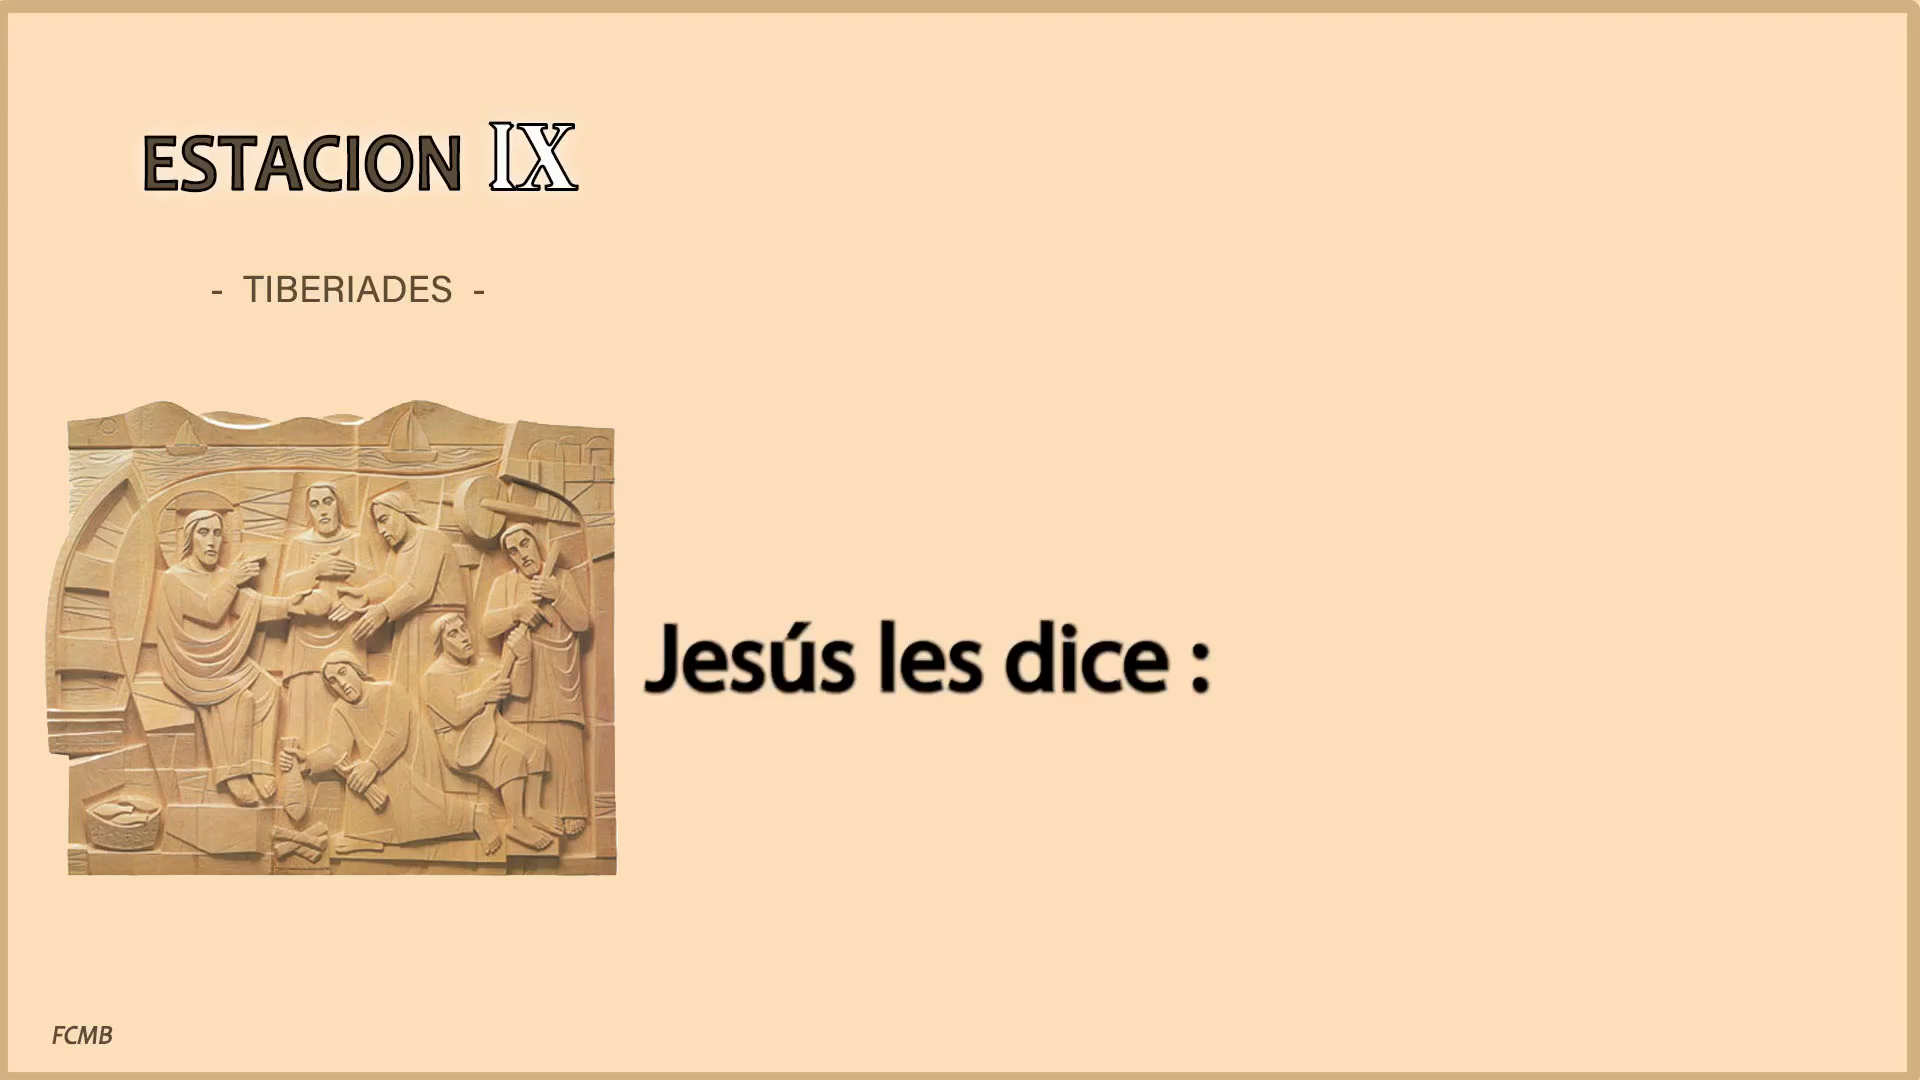 ESTACION IX
- TIBERIADES -
Jesús les dice :
FCMB